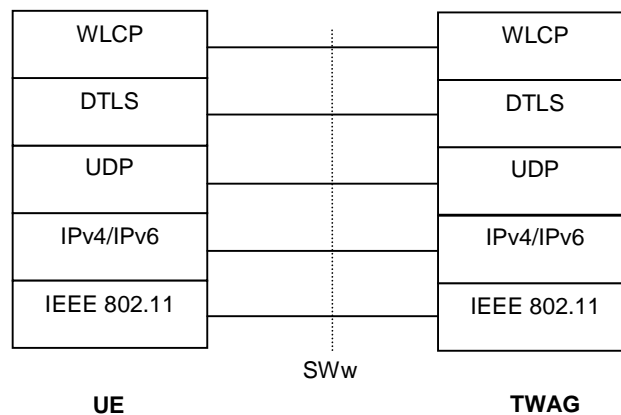 WLCP
WLCP
DTLS
DTLS
UDP
UDP
IPv4/IPv6
IPv4/IPv6
IEEE 802.11
IEEE 802.11
SWw
UE
TWAG